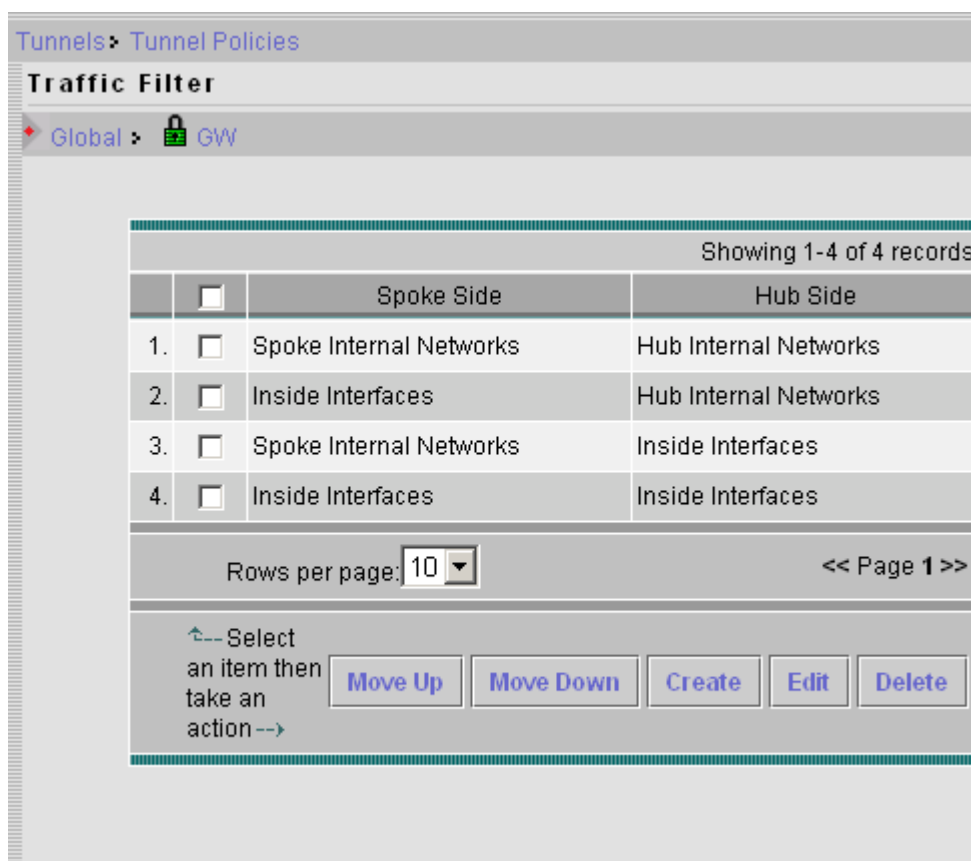 Tunnels Tunnel Policies
Traffic Filter
Global GW
Showing 1-4 of 4 records
Spoke Side Hub Side
1. Spoke Internal Networks Hub Internal Networks
2. Inside Interfaces Hub Internal Networks
3. Spoke Internal Networks Inside Interfaces
4. Inside Interfaces Inside Interfaces
Rows per page: 10 << Page 1 >>
Select
an item then
take an
action
Move Up Move Down Create Edit Delete